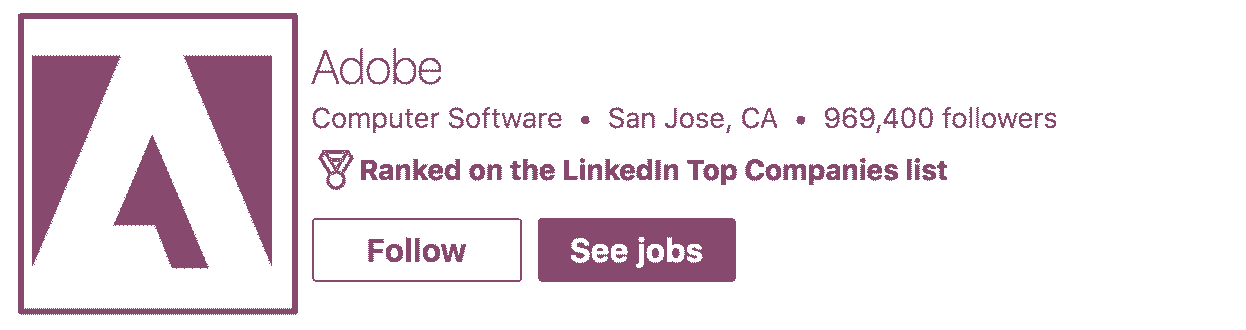 Adobe
Computer Software • San Jose, CA • 969,400 followers
Ranked on the LinkedIn Top Companies list
Follow See jobs